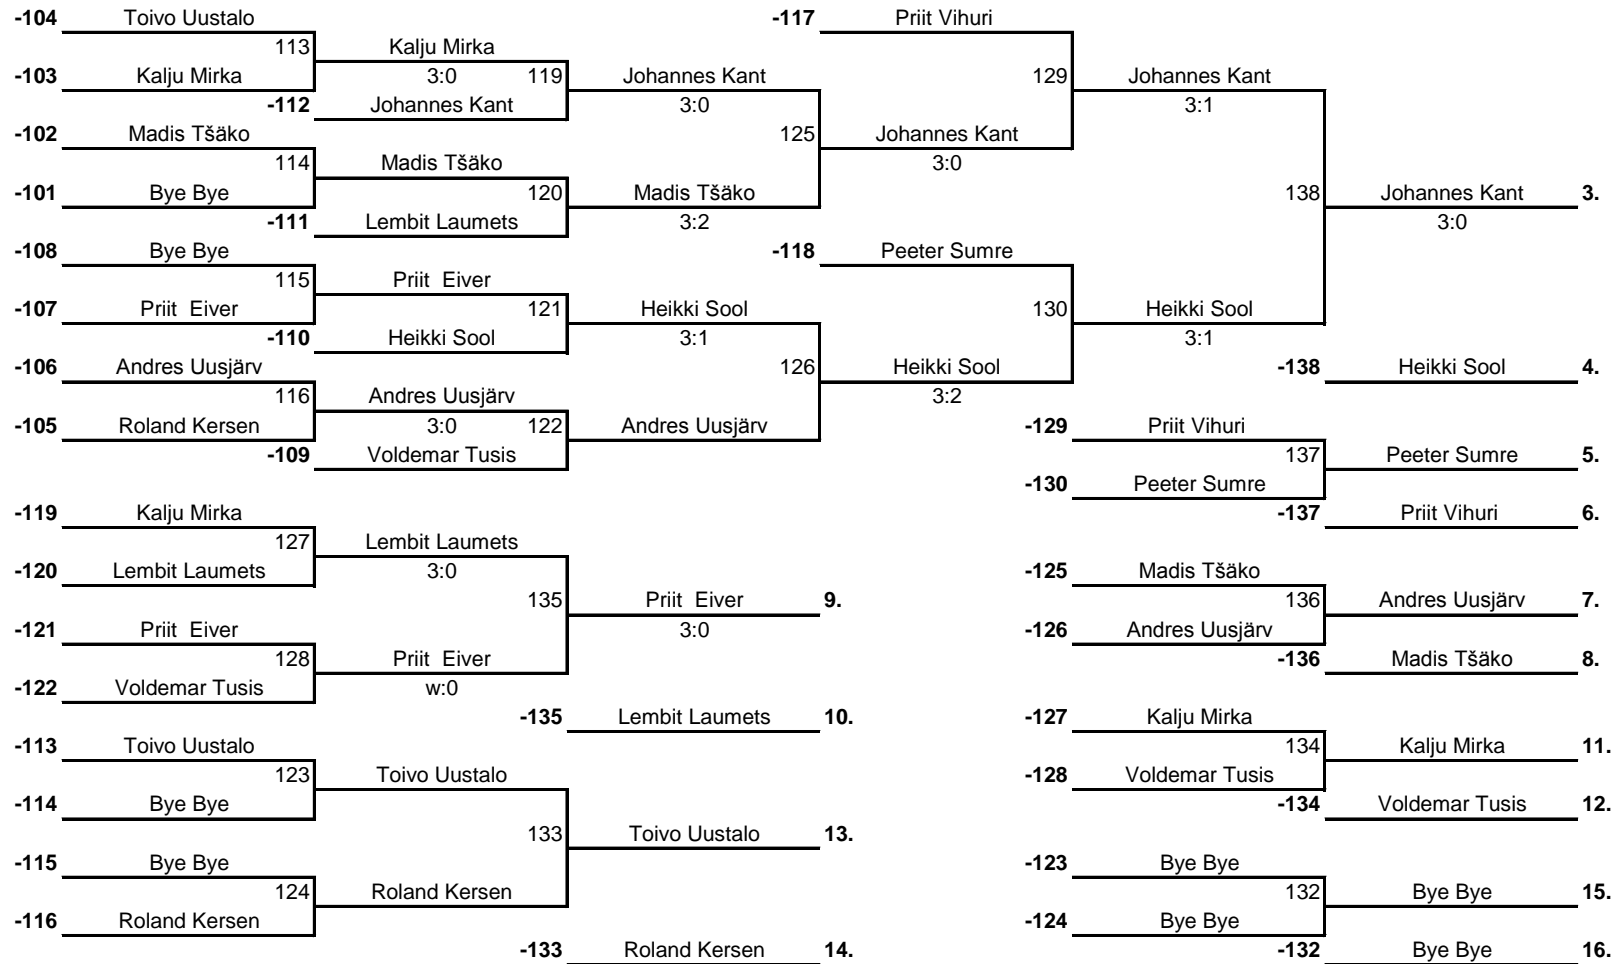 -104 Toivo Uustalo -117 Priit Vihuri
113 Kalju Mirka
-103 Kalju Mirka 3:0 119 Johannes Kant 129 Johannes Kant
-112 Johannes Kant 3:0 3:1
-102 Madis Tšäko 125 Johannes Kant
114 Madis Tšäko 3:0
-101 Bye Bye 120 Madis Tšäko 138 Johannes Kant 3.
-111 Lembit Laumets 3:2 3:0
-108 Bye Bye -118 Peeter Sumre
115 Priit Eiver
-107 Priit Eiver 121 Heikki Sool 130 Heikki Sool
-110 Heikki Sool 3:1 3:1
-106 Andres Uusjärv 126 Heikki Sool -138 Heikki Sool 4.
116 Andres Uusjärv 3:2
-105 Roland Kersen 3:0 122 Andres Uusjärv -129 Priit Vihuri
-109 Voldemar Tusis 137 Peeter Sumre 5.
-130 Peeter Sumre
-119 Kalju Mirka -137 Priit Vihuri 6.
127 Lembit Laumets
-120 Lembit Laumets 3:0 -125 Madis Tšäko
135 Priit Eiver 9. 136 Andres Uusjärv 7.
-121 Priit Eiver 3:0 -126 Andres Uusjärv
128 Priit Eiver -136 Madis Tšäko 8.
-122 Voldemar Tusis w:0
-135 Lembit Laumets 10. -127 Kalju Mirka
-113 Toivo Uustalo 134 Kalju Mirka 11.
123 Toivo Uustalo -128 Voldemar Tusis
-114 Bye Bye -134 Voldemar Tusis 12.
133 Toivo Uustalo 13.
-115 Bye Bye -123 Bye Bye
124 Roland Kersen 132 Bye Bye 15.
-116 Roland Kersen -124 Bye Bye
-133 Roland Kersen 14. -132 Bye Bye 16.